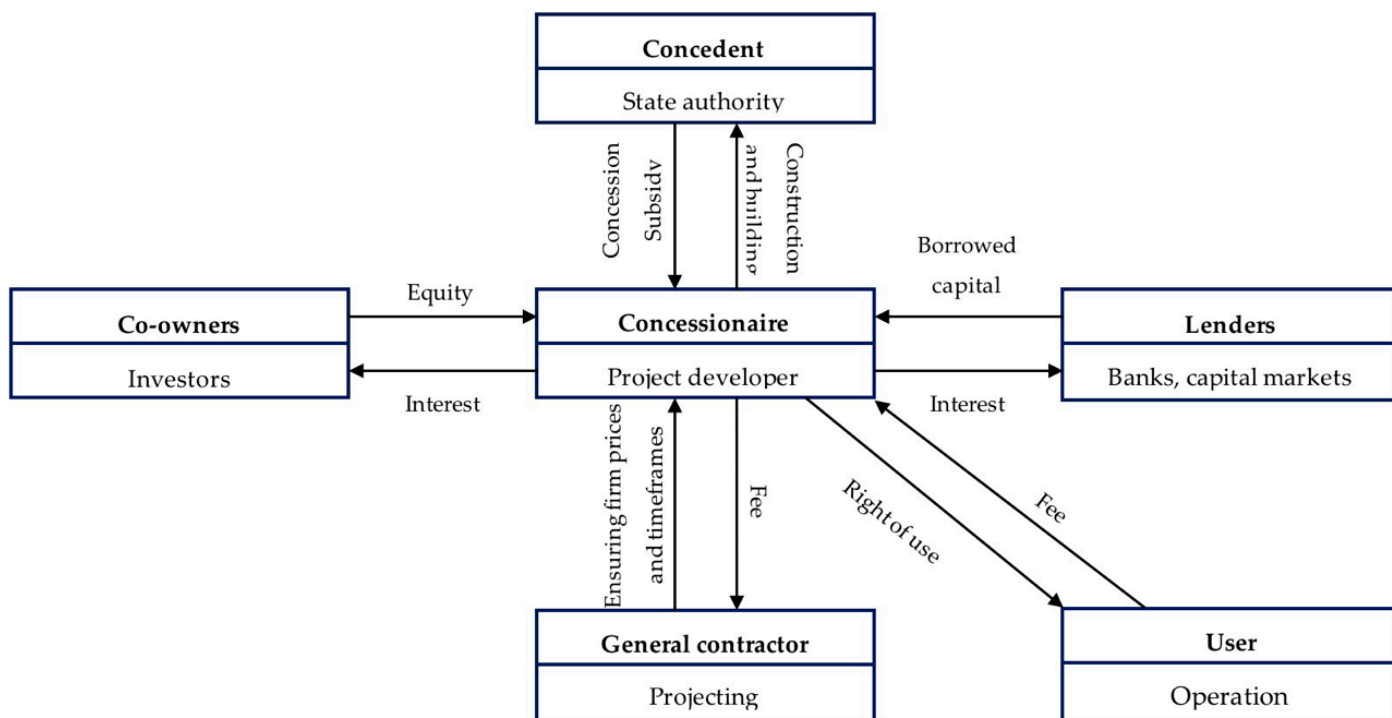 Concedent
State authority
Concession
Subsidy
Construction
and building
Borrowed
capital
Equity
Co-owners
Investors
Interest
Concessionaire
Project developer
Lenders
Banks, capital markets
Interest
Ensuring firm prices
and timeframes
Fee
Right of use
Fee
General contractor
Projecting
User
Operation